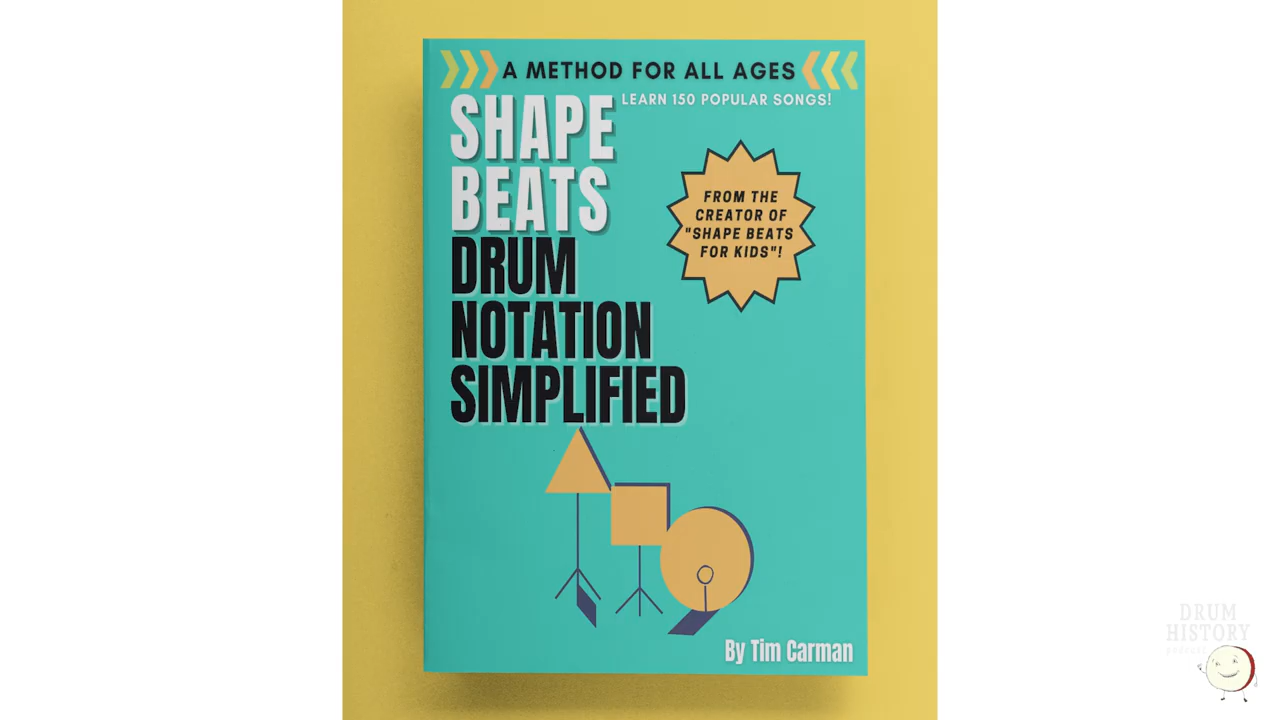 A METHOD FOR ALL AGES
LEARN 150 POPULAR SONGS!
SHAPE
BEATS
DRUM
NOTATION
SIMPLIFIED
FROM THE
CREATOR OF
"SHAPE BEATS
FOR KIDS"!
By Tim Carman
DRUM
HISTORY
podcast